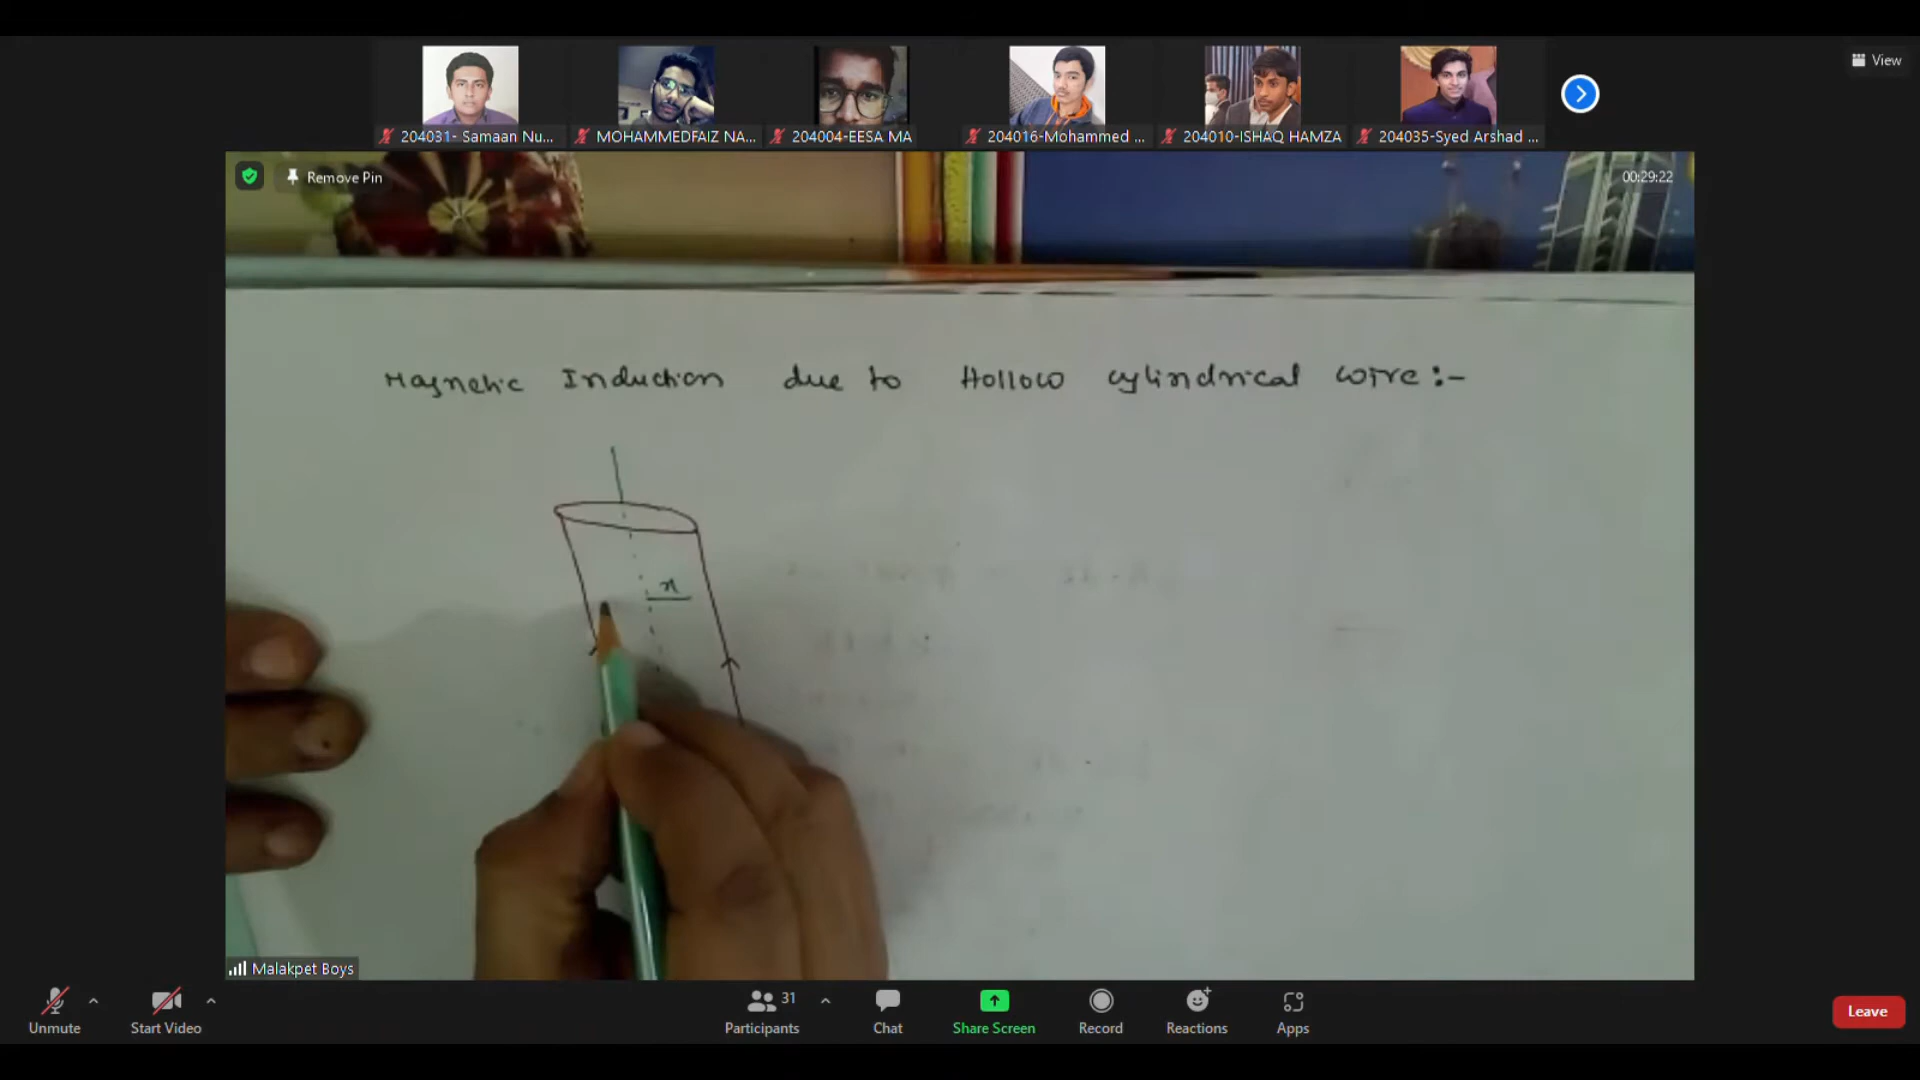 View
204031- Samaan Nu...
MOHAMMEDFAIZ NA...
204004-EESA MA
204016-Mohammed ...
204010-ISHAQ HAMZA
204035-Syed Arshad ...
Remove Pin
00:29:22
Magnetic Induction due to Hollow cylindrical wire:-
r
Malakpet Boys
Unmute
Start Video
Participants
31
Chat
Share Screen
Record
Reactions
Apps
Leave